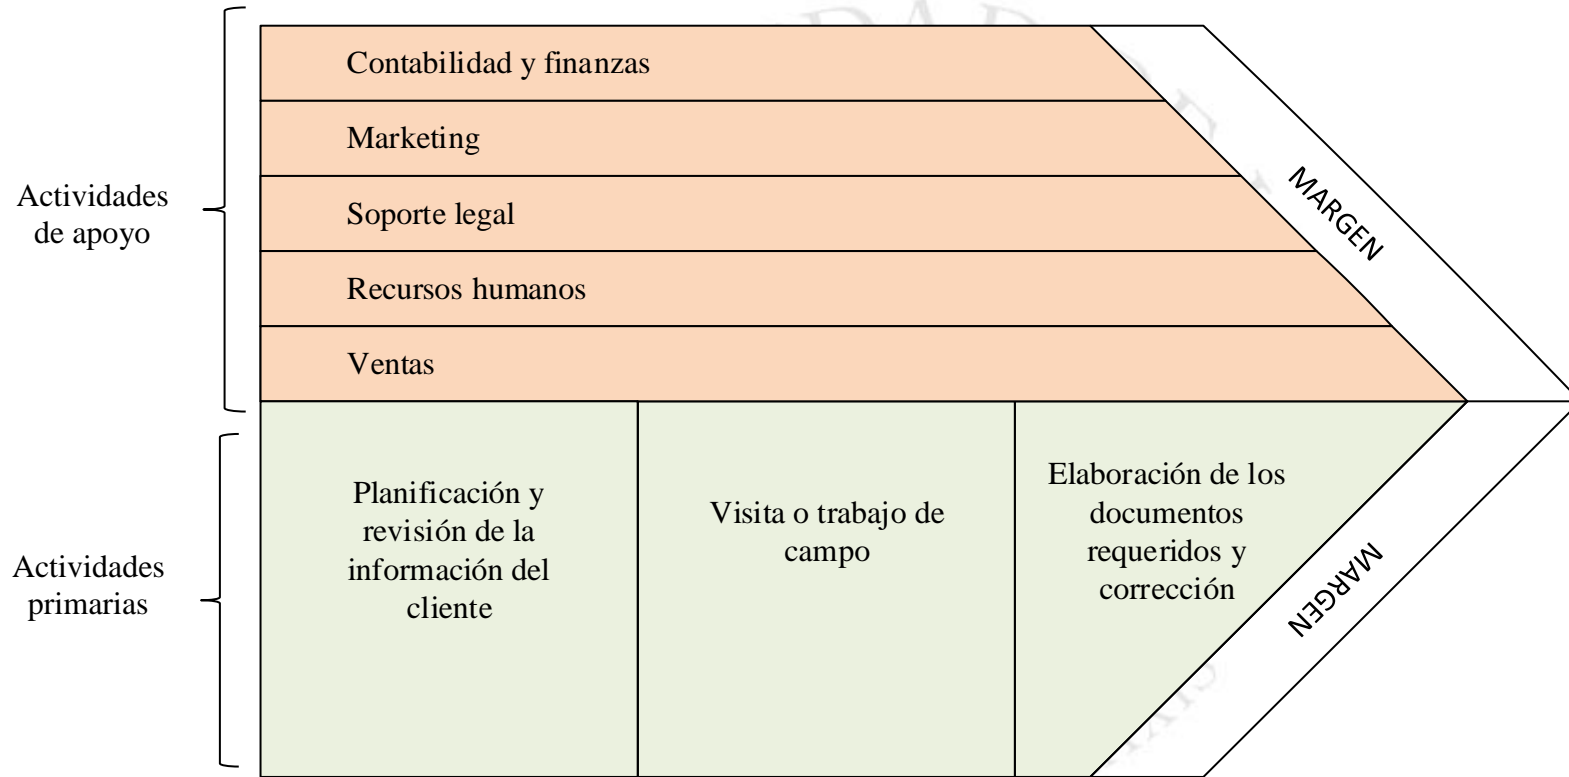 Contabilidad y finanzas
Marketing
Soporte legal
Recursos humanos
Ventas
Actividades
de apoyo
MARGEN
Planificación y
revisión de la
información del
cliente
Visita o trabajo de
campo
Elaboración de los
documentos
requeridos y
corrección
Actividades
primarias
MARGEN